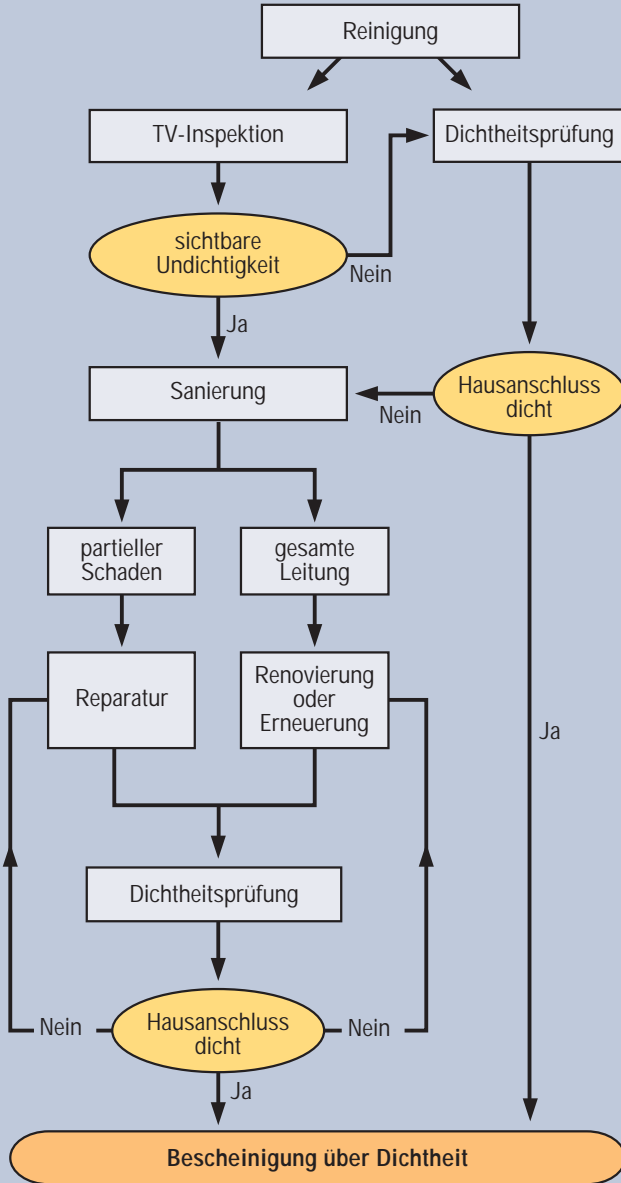 Reinigung
TV-Inspektion
Dichtheitsprüfung
sichtbare
Undichtigkeit
Nein
Ja
Sanierung
Nein
Hausanschluss
dicht
partieller
Schaden
gesamte
Leitung
Reparatur
Renovierung
oder
Erneuerung
Ja
Dichtheitsprüfung
Nein
Hausanschluss
dicht
Nein
Ja
Bescheinigung über Dichtheit